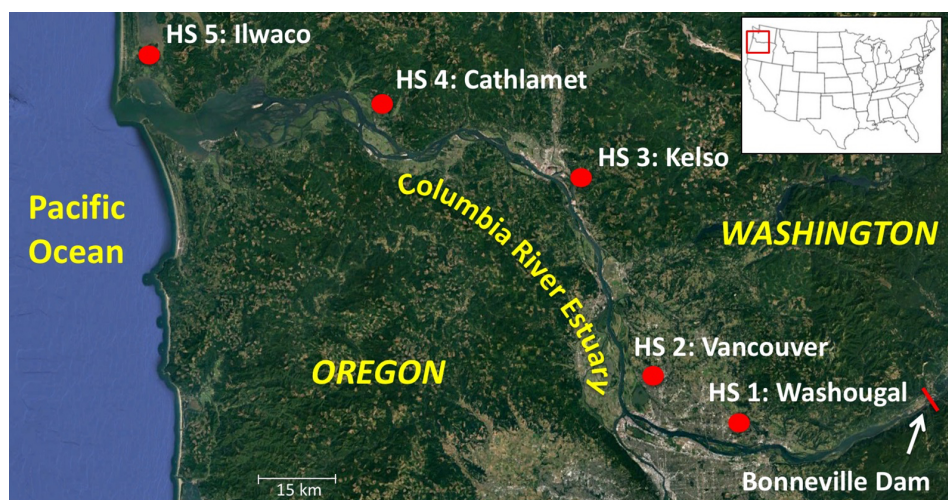 HS 5: Ilwaco
HS 4: Cathlamet
HS 3: Kelso
Pacific
Ocean
Columbia River Estuary
WASHINGTON
OREGON
HS 2: Vancouver
HS 1: Washougal
Bonneville Dam
15 km